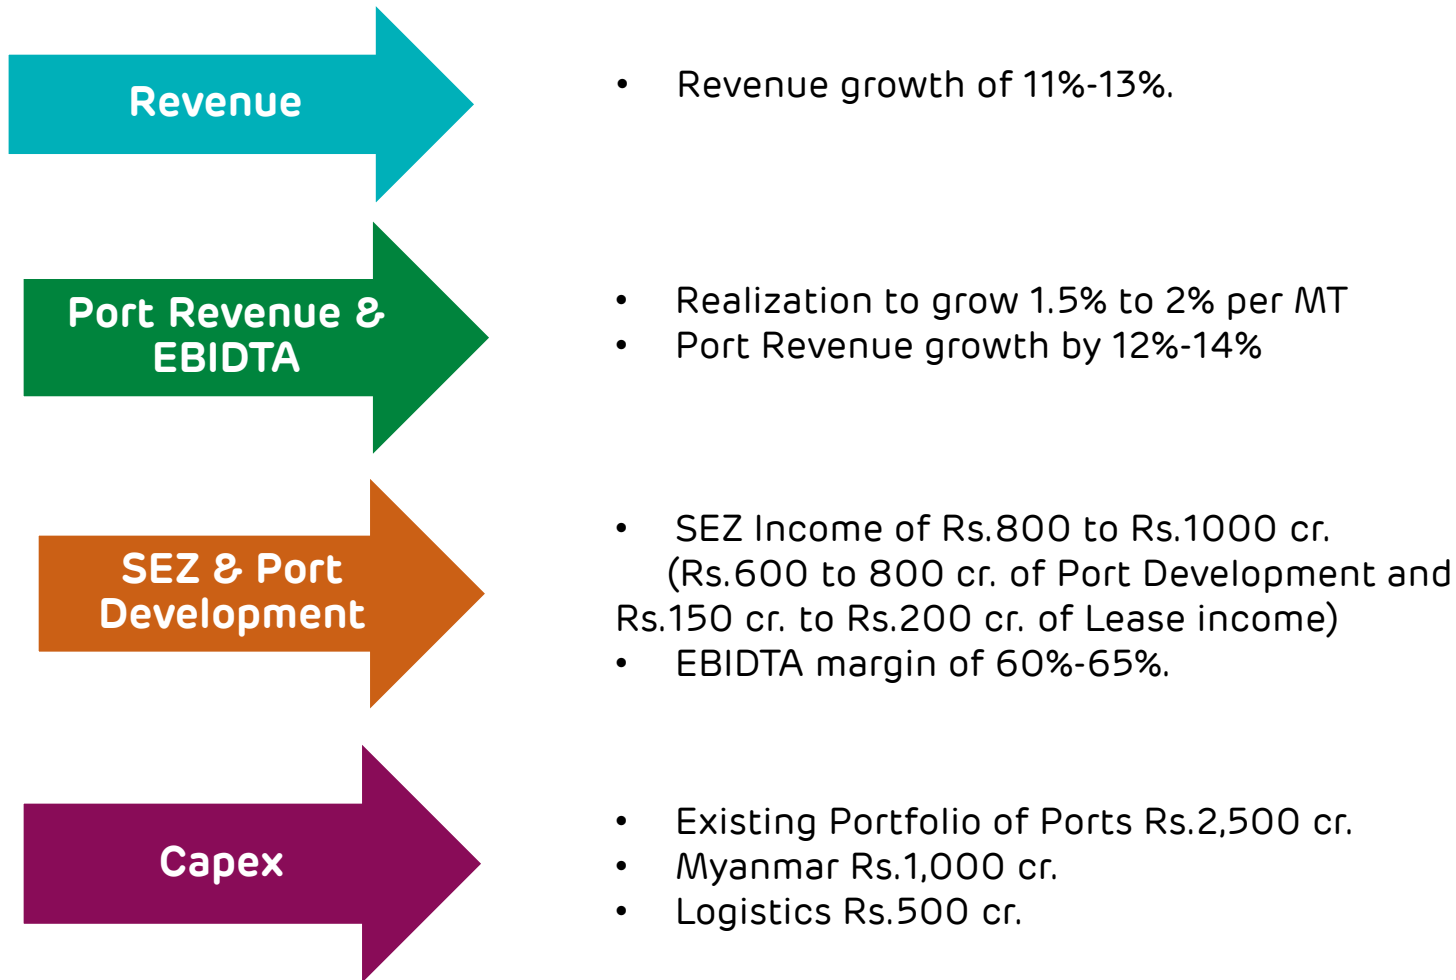 Revenue
• Revenue growth of 11%-13%.
Port Revenue &
EBIDTA
• Realization to grow 1.5% to 2% per MT
• Port Revenue growth by 12%-14%
SEZ & Port
Development
• SEZ Income of Rs.800 to Rs.1000 cr.
(Rs.600 to 800 cr. of Port Development and
Rs.150 cr. to Rs.200 cr. of Lease income)
• EBIDTA margin of 60%-65%.
Capex
• Existing Portfolio of Ports Rs.2,500 cr.
• Myanmar Rs.1,000 cr.
• Logistics Rs.500 cr.